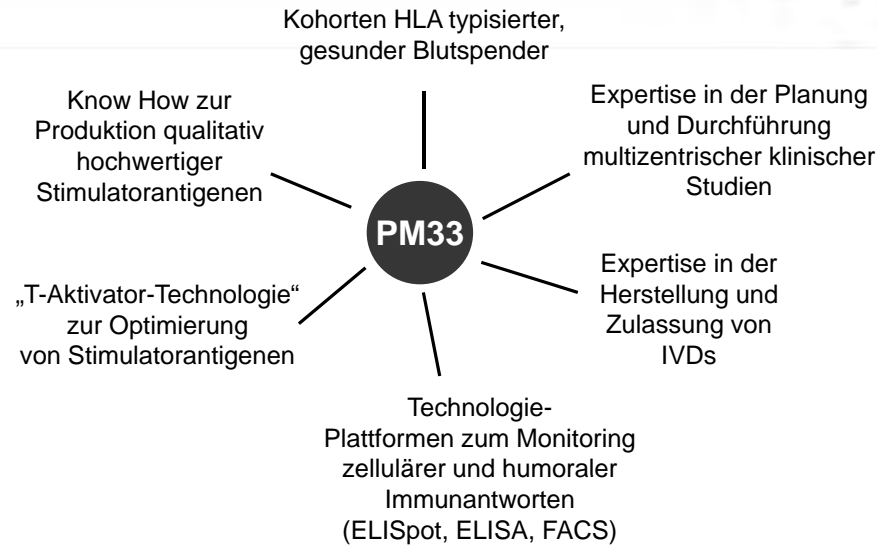 Kohorten HLA typisierter,
gesunder Blutspender
Know How zur
Produktion qualitativ
hochwertiger
Stimulatorantigenen
Expertise in der Planung
und Durchführung
multizentrischer klinischer
Studien
PM33
„T-Aktivator-Technologie“
zur Optimierung
von Stimulatorantigenen
Expertise in der
Herstellung und
Zulassung von
IVDs
Technologie-
Plattformen zum Monitoring
zellulärer und humoraler
Immunantworten
(ELISpot, ELISA, FACS)